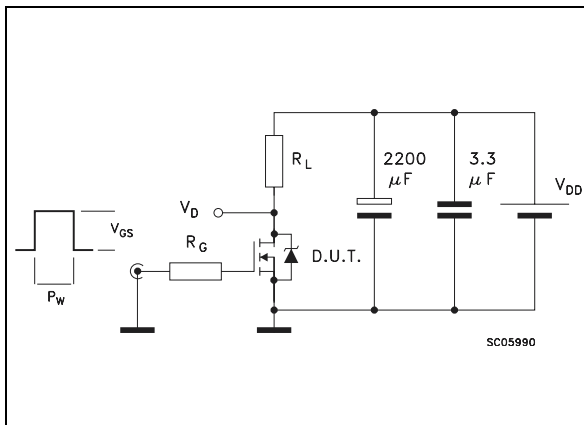 R L
2200
μF
3.3
μF
V DD
V D
V GS
R G
D.U.T.
P W
SC05990